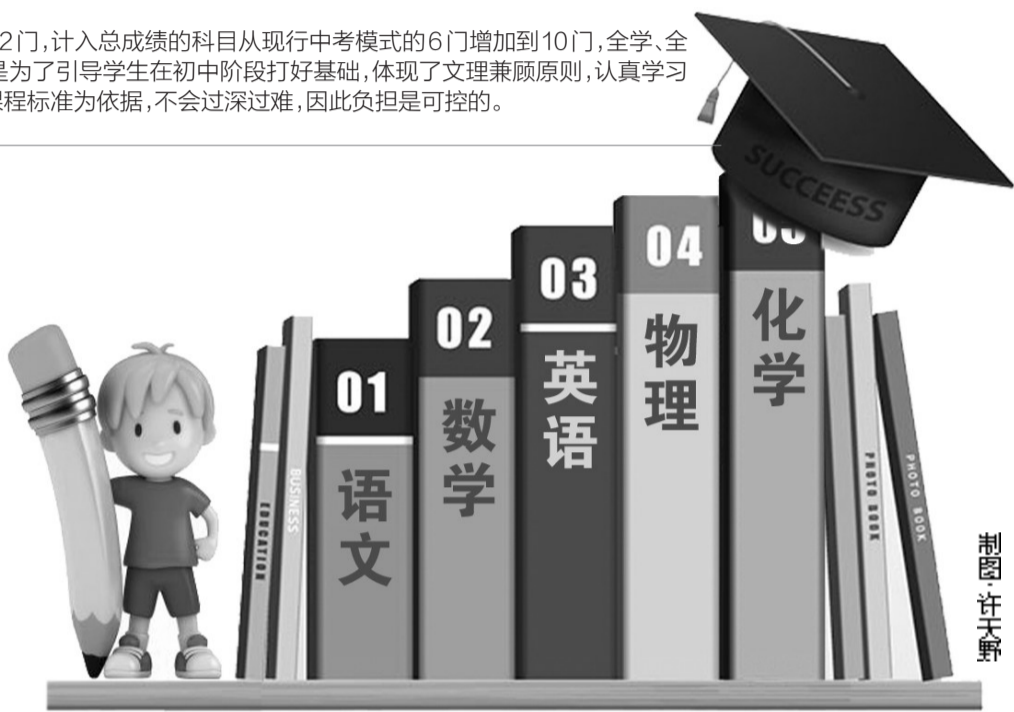 2门,计入总成绩的科目从现行中考模式的6门增加到10门,全学、全
是为了引导学生在初中阶段打好基础,体现了文理兼顾原则,认真学习
课程标准为依据,不会过深过难,因此负担是可控的。
SUCCEESS
01
语文
02
数学
03
英语
04
物理
05
化学
EDUCATION
BUSINESS
PHOTO BOOK
PHOTO BOOK
制图·许天野